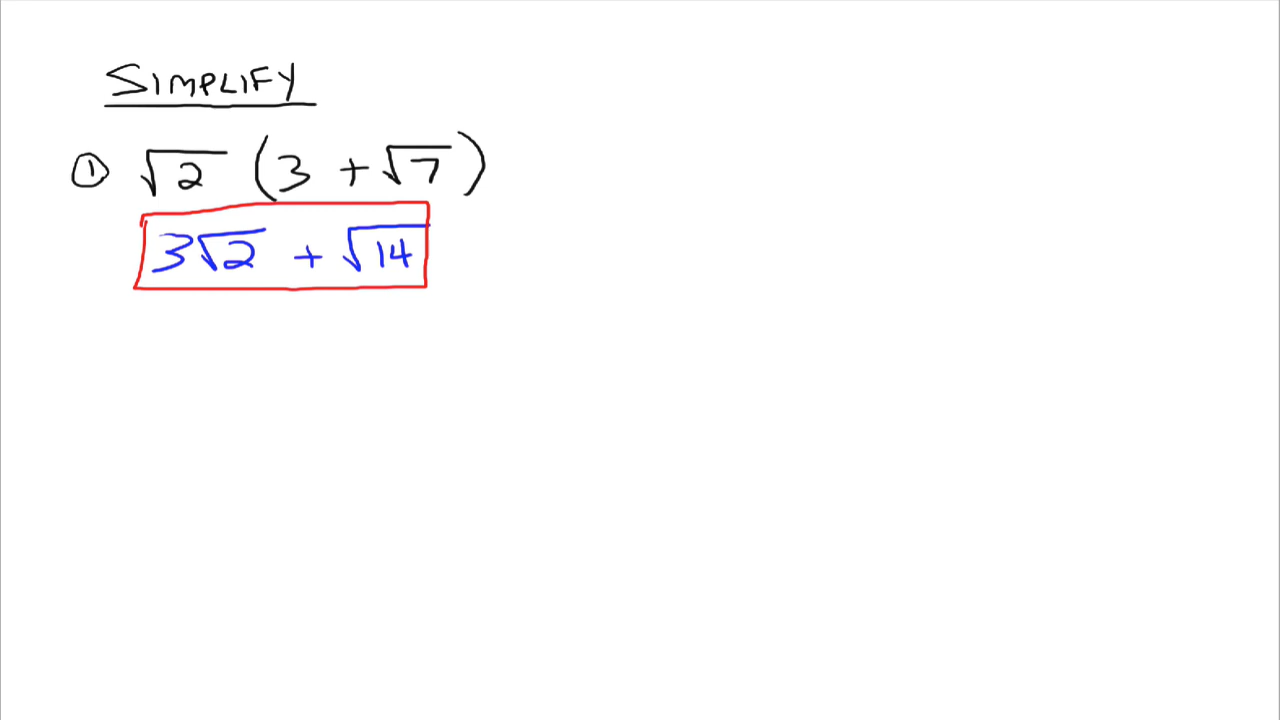 SIMPLIFY
① √2 (3 + √7)
3√2 + √14